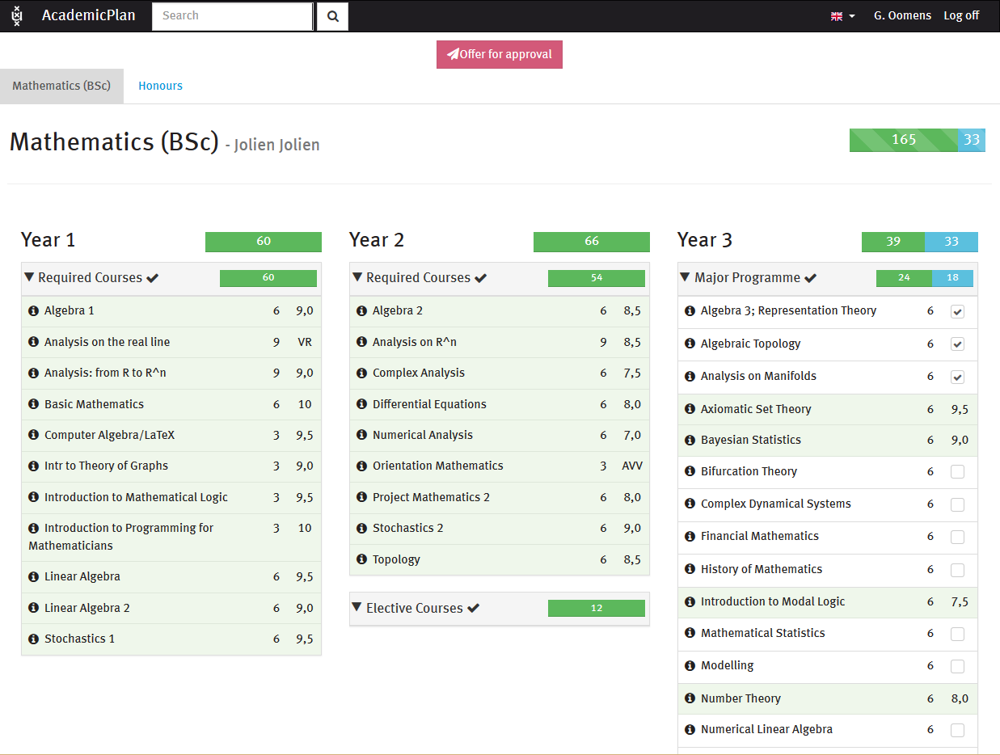 AcademicPlan Search G. Oomens Log off
Offer for approval
Mathematics (BSc) Honours
Mathematics (BSc) - Jolien Jolien 165 33
Year 1 60
Required Courses 60
Algebra 1 6 9,0
Analysis on the real line 9 VR
Analysis: from R to R^n 9 9,0
Basic Mathematics 6 10
Computer Algebra/LaTeX 3 9,5
Intr to Theory of Graphs 3 9,0
Introduction to Mathematical Logic 3 9,5
Introduction to Programming for 3 10
Mathematicians
Linear Algebra 6 9,5
Linear Algebra 2 6 9,0
Stochastics 1 6 9,5
Year 2 66
Required Courses 54
Algebra 2 6 8,5
Analysis on R^n 9 8,5
Complex Analysis 6 7,5
Differential Equations 6 8,0
Numerical Analysis 6 7,0
Orientation Mathematics 3 AVV
Project Mathematics 2 6 8,0
Stochastics 2 6 9,0
Topology 6 8,5
Elective Courses 12
Year 3 39 33
Major Programme 24 18
Algebra 3; Representation Theory 6
Algebraic Topology 6
Analysis on Manifolds 6
Axiomatic Set Theory 6 9,5
Bayesian Statistics 6 9,0
Bifurcation Theory 6
Complex Dynamical Systems 6
Financial Mathematics 6
History of Mathematics 6
Introduction to Modal Logic 6 7,5
Mathematical Statistics 6
Modelling 6
Number Theory 6 8,0
Numerical Linear Algebra 6